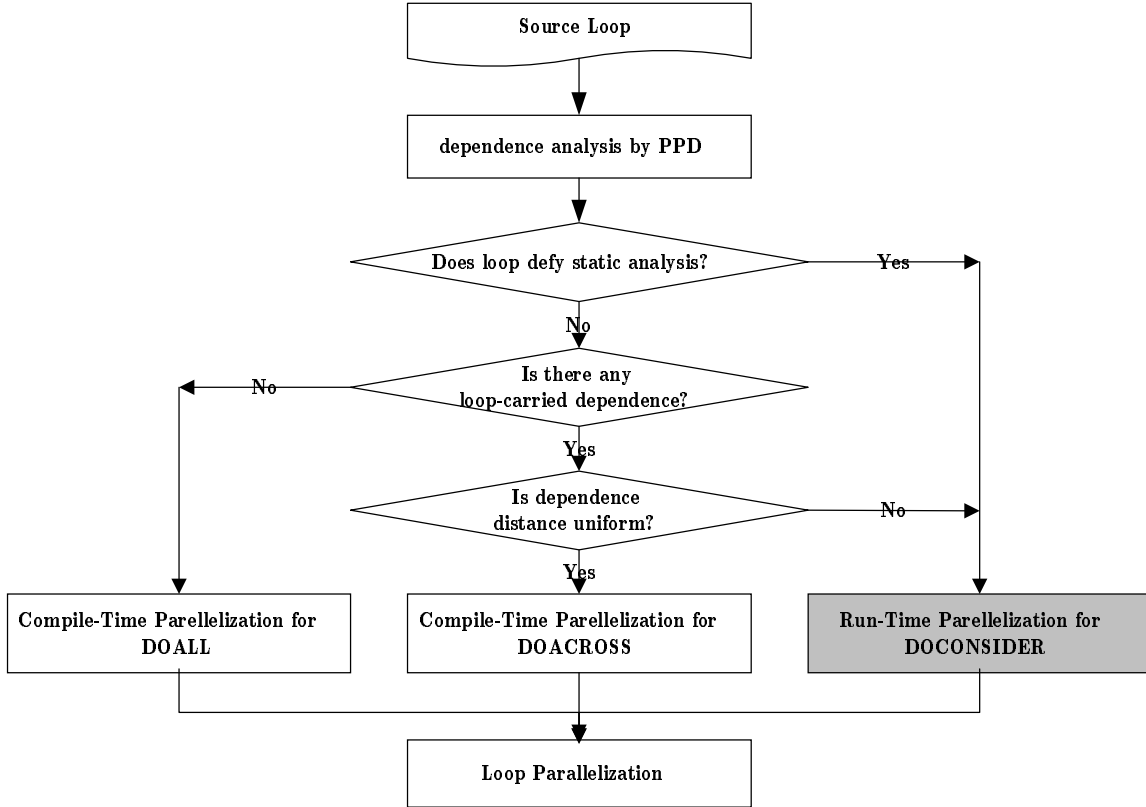 Source Loop
dependence analysis by PPD
Does loop defy static analysis?
Yes
No
Is there any
loop-carried dependence?
No
Yes
Is dependence
distance uniform?
No
Yes
Compile-Time Parellelization for
DOALL
Compile-Time Parellelization for
DOACROSS
Run-Time Parellelization for
DOCONSIDER
Loop Parallelization